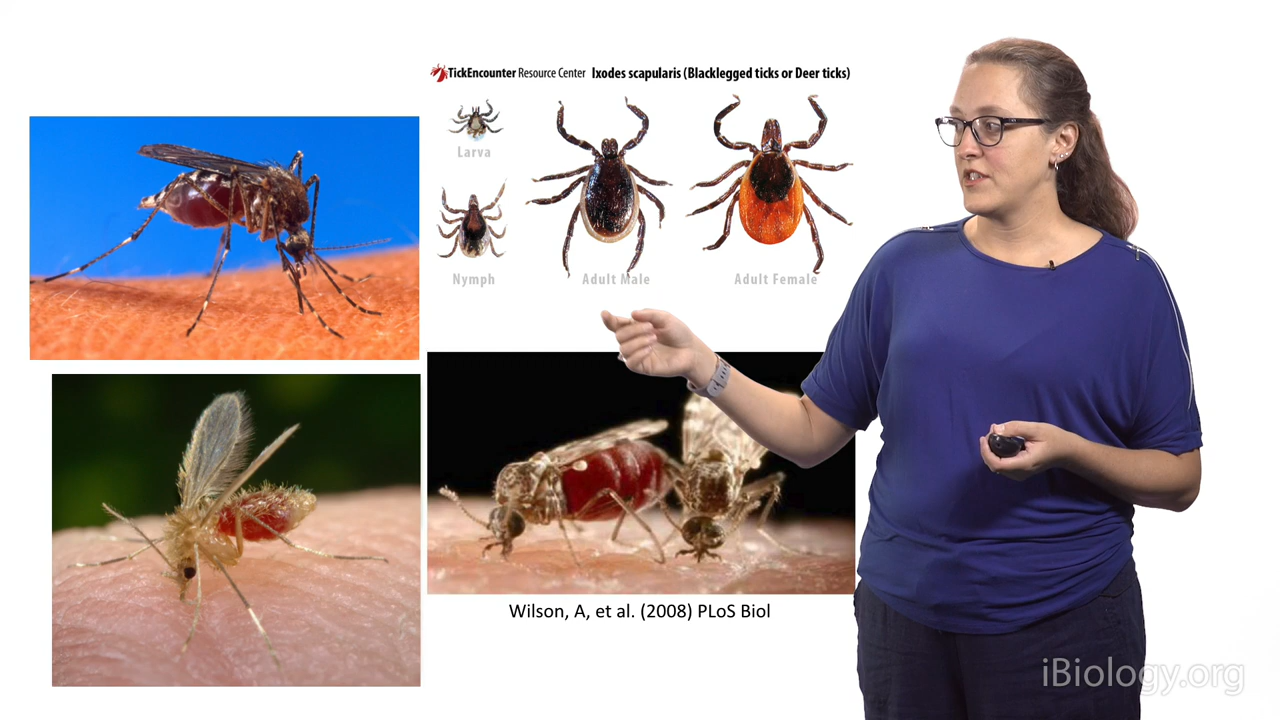 TickEncounter Resource Center Ixodes scapularis (Blacklegged ticks or Deer ticks)
Larva
Nymph
Adult Male
Adult Female
Wilson, A, et al. (2008) PLoS Biol
iBiology.org